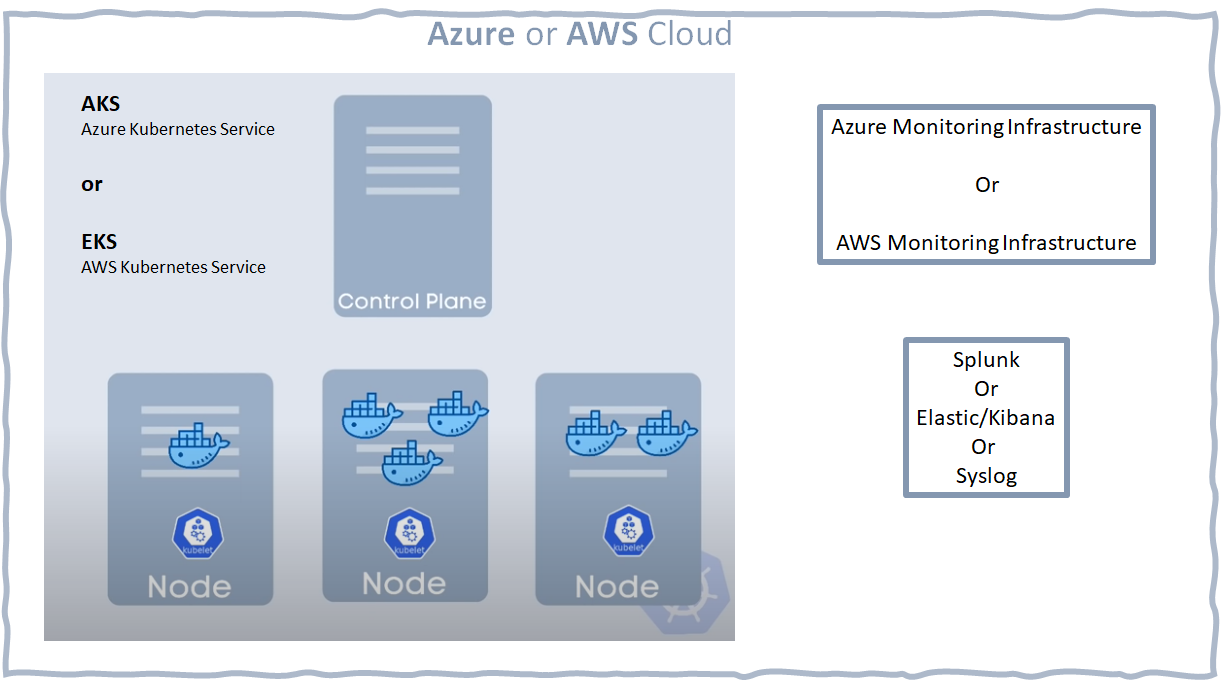 Azure or AWS Cloud
AKS
Azure Kubernetes Service
or
EKS
AWS Kubernetes Service
Control Plane
Azure Monitoring Infrastructure
Or
AWS Monitoring Infrastructure
Splunk
Or
Elastic/Kibana
Or
Syslog
kubelet
Node
kubelet
Node
kubelet
Node